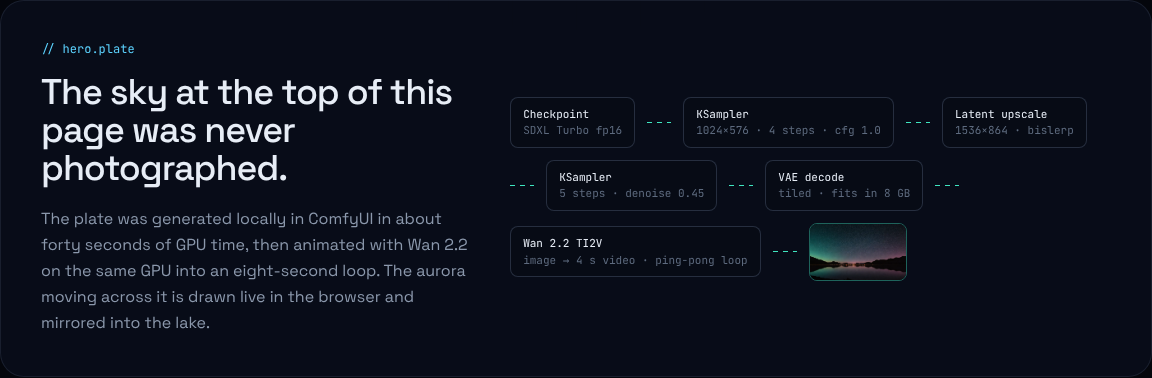 // hero.plate
The sky at the top of this
page was never
photographed.
The plate was generated locally in ComfyUI in about
forty seconds of GPU time, then animated with Wan 2.2
on the same GPU into an eight-second loop. The aurora
moving across it is drawn live in the browser and
mirrored into the lake.
Checkpoint
SDXL Turbo fp16
KSampler
1024×576 · 4 steps · cfg 1.0
Latent upscale
1536×864 · bislerp
KSampler
5 steps · denoise 0.45
VAE decode
tiled · fits in 8 GB
Wan 2.2 TI2V
image → 4 s video · ping-pong loop